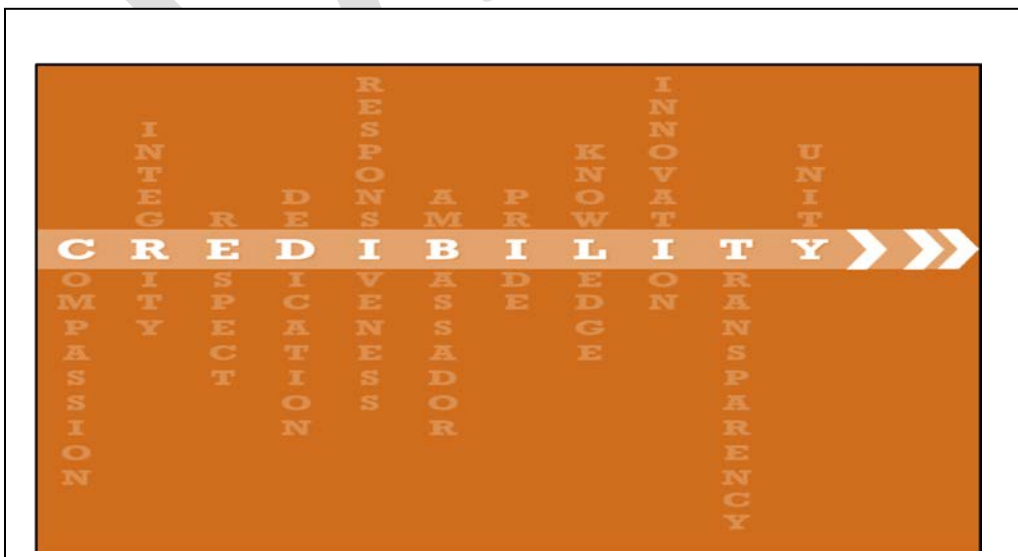 CREDIBILITY
COMPASSION
INTEGRITY
RESPECT
DEDICATION
RESPONSIVENESS
AMBASSADOR
PRIDE
KNOWLEDGE
INNOVATION
TRANSPARENCY
UNITY